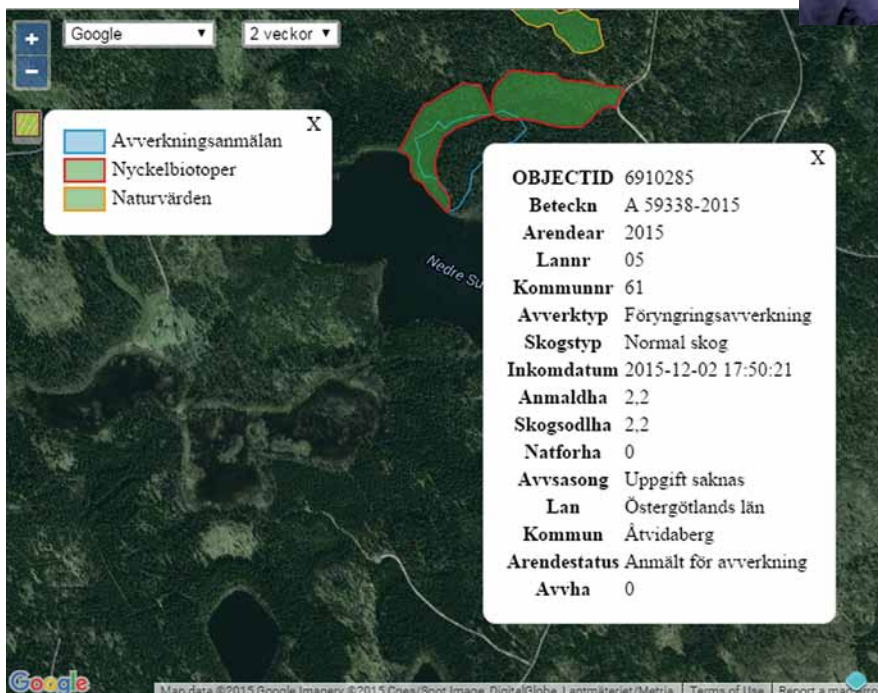 +
Google ▼
2 veckor ▼
−
X
Avverkningsanmälan
Nyckelbiotoper
Naturvärden
Nedre
X
OBJECTID 6910285
Beteckn A 59338-2015
Arendear 2015
Lannr 05
Kommunnr 61
Avverktyp Föryngringsavverkning
Skogstyp Normal skog
Inkomdatum 2015-12-02 17:50:21
Anmaldha 2,2
Skogsodlha 2,2
Natforha 0
Avvsasong Uppgift saknas
Lan Östergötlands län
Kommun Åtvidaberg
Arendestatus Anmält för avverkning
Avvha 0
Google
Map data ©2015 Google Imagery ©2015 Cnes/Spot Image, DigitalGlobe, Lantmäteriet/Metria Terms of Use Report a map